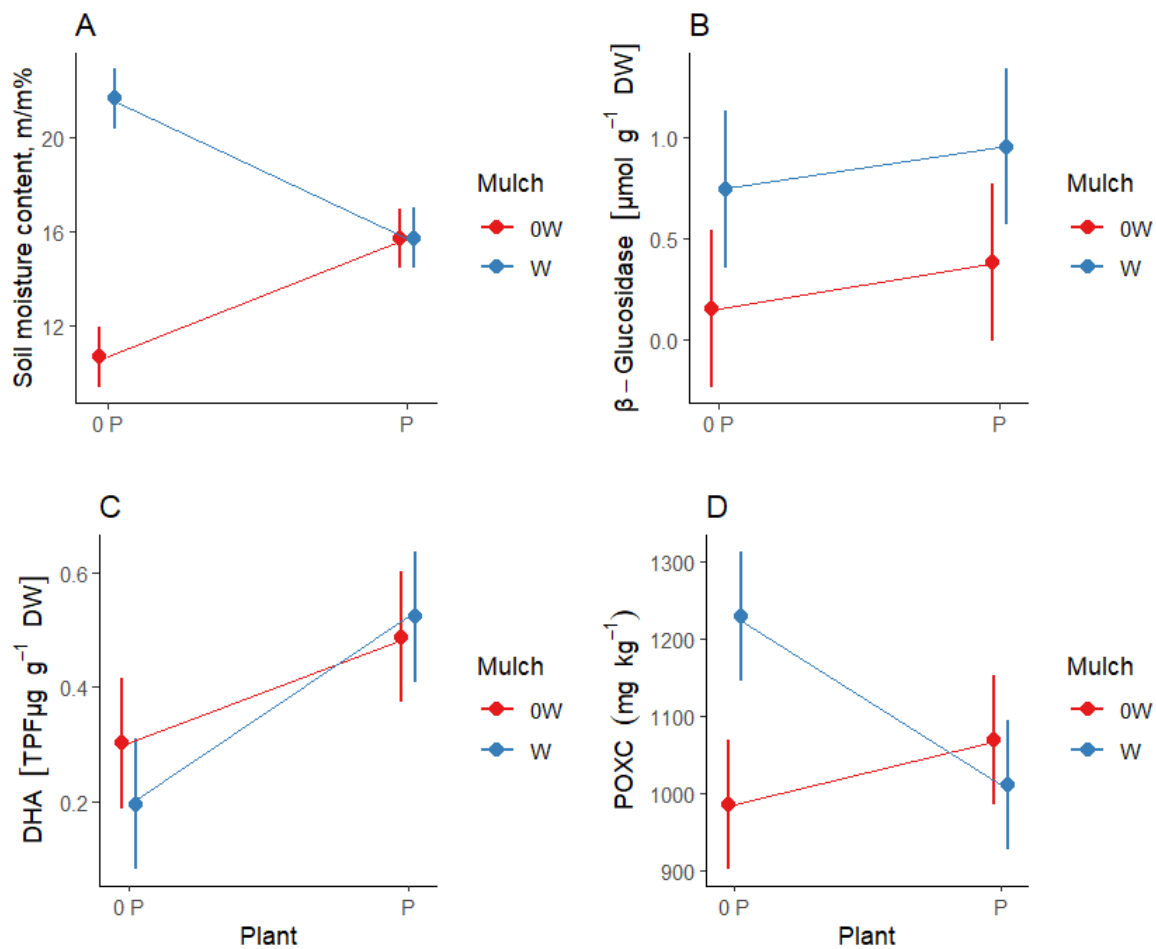 A
Soil moisture content, m/m%
20
16
12
0 P
P
Mulch
0W
W
B
β − Glucosidase [μmol g⁻¹ DW]
1.0
0.5
0.0
0 P
P
Mulch
0W
W
C
DHA [TPFμg g⁻¹ DW]
0.6
0.4
0.2
0 P
P
Plant
Mulch
0W
W
D
POXC (mg kg⁻¹)
1300
1200
1100
1000
900
0 P
P
Plant
Mulch
0W
W